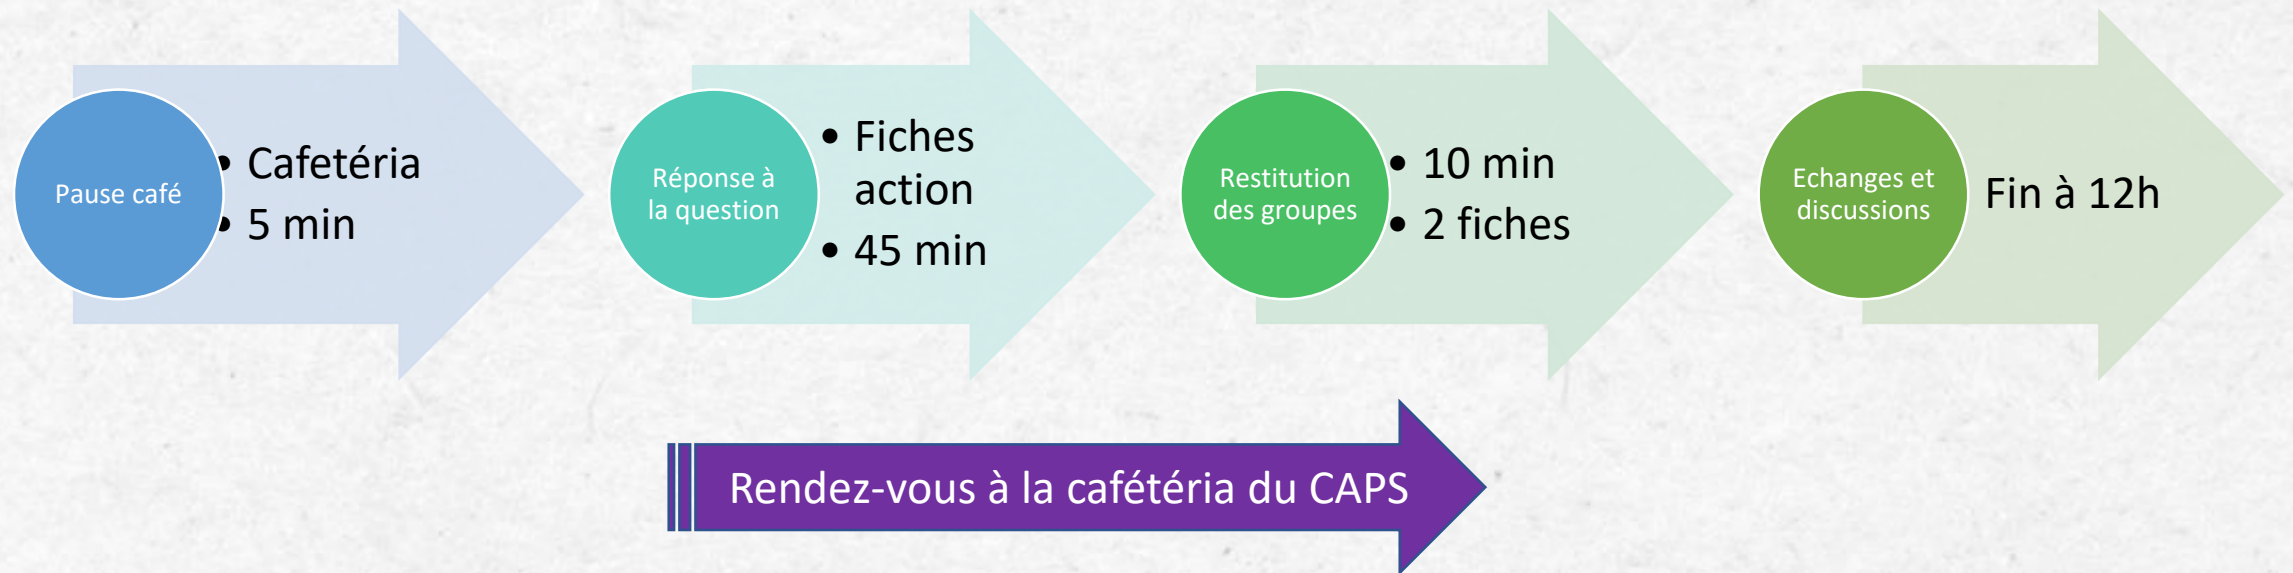 Pause café
• Cafetéria
• 5 min
Réponse à
la question
• Fiches
action
• 45 min
Restitution
des groupes
• 10 min
• 2 fiches
Echanges et
discussions
Fin à 12h
Rendez-vous à la cafétéria du CAPS